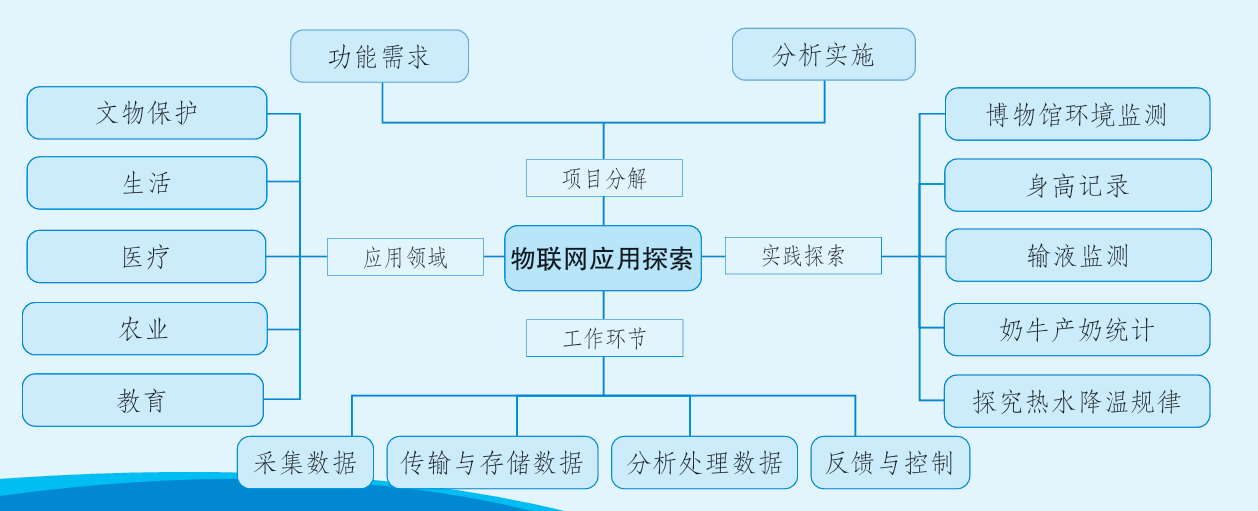 功能需求
分析实施
文物保护
博物馆环境监测
项目分解
生活
身高记录
医疗
应用领域
物联网应用探索
实践探索
输液监测
农业
工作环节
奶牛产奶统计
教育
探究热水降温规律
采集数据
传输与存储数据
分析处理数据
反馈与控制